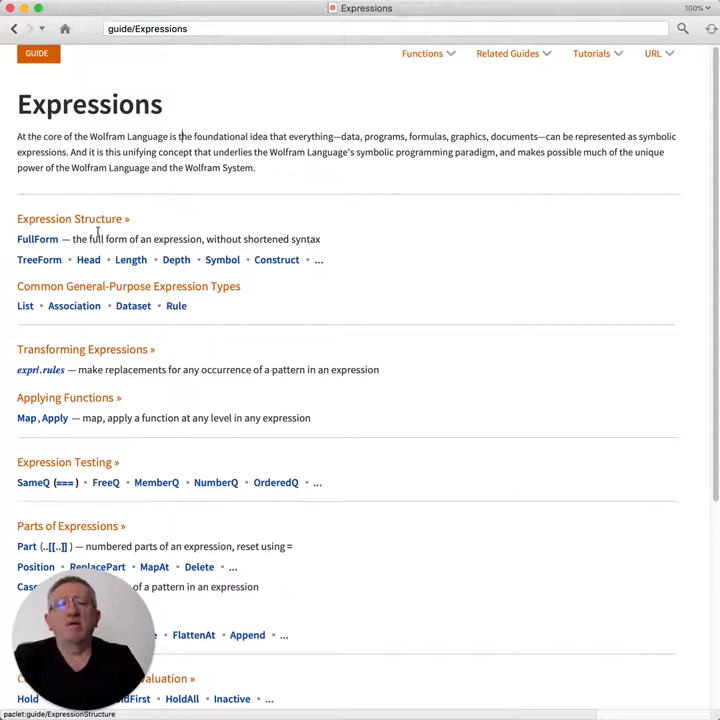 Expressions
100%
guide/Expressions
GUIDE
Functions Related Guides Tutorials URL
Expressions
At the core of the Wolfram Language is the foundational idea that everything—data, programs, formulas, graphics, documents—can be represented as symbolic
expressions. And it is this unifying concept that underlies the Wolfram Language's symbolic programming paradigm, and makes possible much of the unique
power of the Wolfram Language and the Wolfram System.
Expression Structure »
FullForm — the full form of an expression, without shortened syntax
TreeForm ▪ Head ▪ Length ▪ Depth ▪ Symbol ▪ Construct ▪ ...
Common General-Purpose Expression Types
List ▪ Association ▪ Dataset ▪ Rule
Transforming Expressions »
expr/.rules — make replacements for any occurrence of a pattern in an expression
Applying Functions »
Map , Apply — map, apply a function at any level in any expression
Expression Testing »
SameQ (===) ▪ FreeQ ▪ MemberQ ▪ NumberQ ▪ OrderedQ ▪ ...
Parts of Expressions »
Part (..[[..]] ) — numbered parts of an expression, reset using =
Position ▪ ReplacePart ▪ MapAt ▪ Delete ▪ ...
of a pattern in an expression
FlattenAt ▪ Append ▪ ...
Hold HoldAll ▪ Inactive ▪ ...
paclet:guide/ExpressionStructure